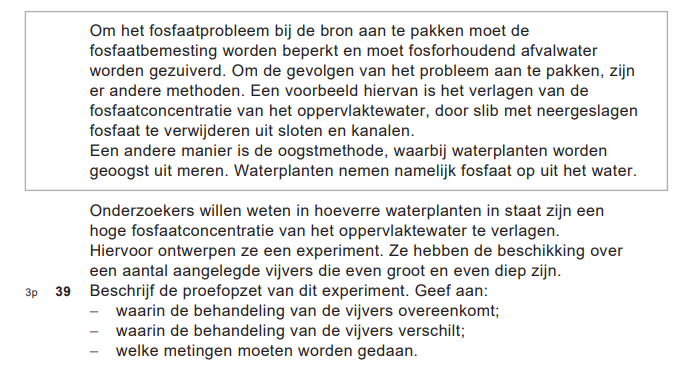 Om het fosfaatprobleem bij de bron aan te pakken moet de
fosfaatbemesting worden beperkt en moet fosforhoudend afvalwater
worden gezuiverd. Om de gevolgen van het probleem aan te pakken, zijn
er andere methoden. Een voorbeeld hiervan is het verlagen van de
fosfaatconcentratie van het oppervlaktewater, door slib met neergeslagen
fosfaat te verwijderen uit sloten en kanalen.
Een andere manier is de oogstmethode, waarbij waterplanten worden
geoogst uit meren. Waterplanten nemen namelijk fosfaat op uit het water.
Onderzoekers willen weten in hoeverre waterplanten in staat zijn een
hoge fosfaatconcentratie van het oppervlaktewater te verlagen.
Hiervoor ontwerpen ze een experiment. Ze hebben de beschikking over
een aantal aangelegde vijvers die even groot en even diep zijn.
3p 39 Beschrijf de proefopzet van dit experiment. Geef aan:
– waarin de behandeling van de vijvers overeenkomt;
– waarin de behandeling van de vijvers verschilt;
– welke metingen moeten worden gedaan.